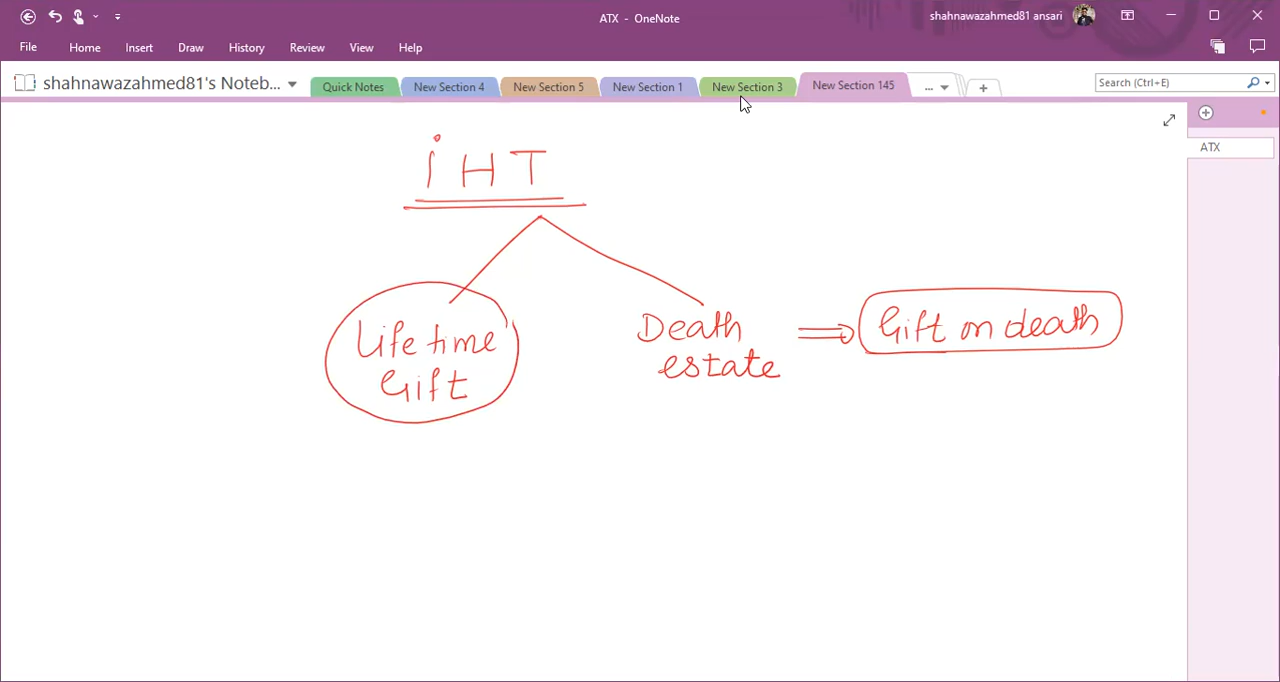 ATX - OneNote
shahnawazahmed81 ansari
File Home Insert Draw History Review View Help
shahnawazahmed81's Noteb...
Quick Notes New Section 4 New Section 5 New Section 1 New Section 3 New Section 145 ...
Search (Ctrl+E)
ATX
iHT
Life time
Gift
Death
estate
Gift on death